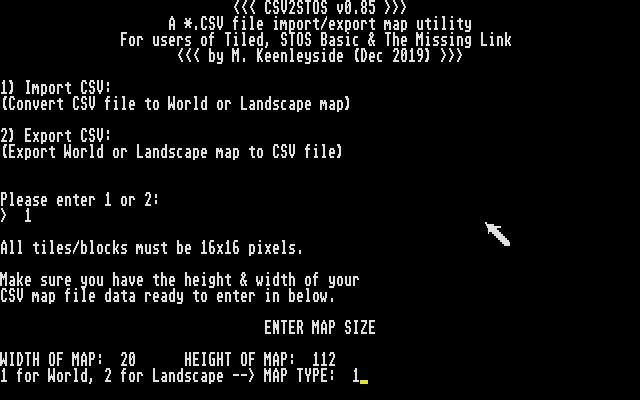 <<< CSV2STOS v0.85 >>>
A *.CSV file import/export map utility
For users of Tiled, STOS Basic & The Missing Link
<<< by M. Keenleyside (Dec 2019) >>>
1) Import CSV:
(Convert CSV file to World or Landscape map)
2) Export CSV:
(Export World or Landscape map to CSV file)
Please enter 1 or 2:
> 1
All tiles/blocks must be 16x16 pixels.
Make sure you have the height & width of your
CSV map file data ready to enter in below.
ENTER MAP SIZE
WIDTH OF MAP: 20 HEIGHT OF MAP: 112
1 for World, 2 for Landscape --> MAP TYPE: 1